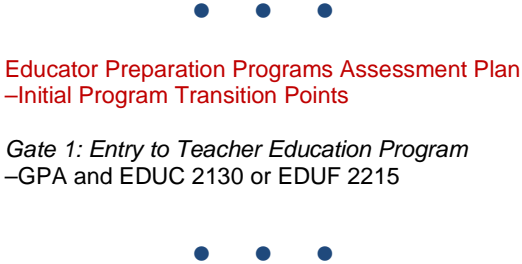 Educator Preparation Programs Assessment Plan
–Initial Program Transition Points
Gate 1: Entry to Teacher Education Program
–GPA and EDUC 2130 or EDUF 2215